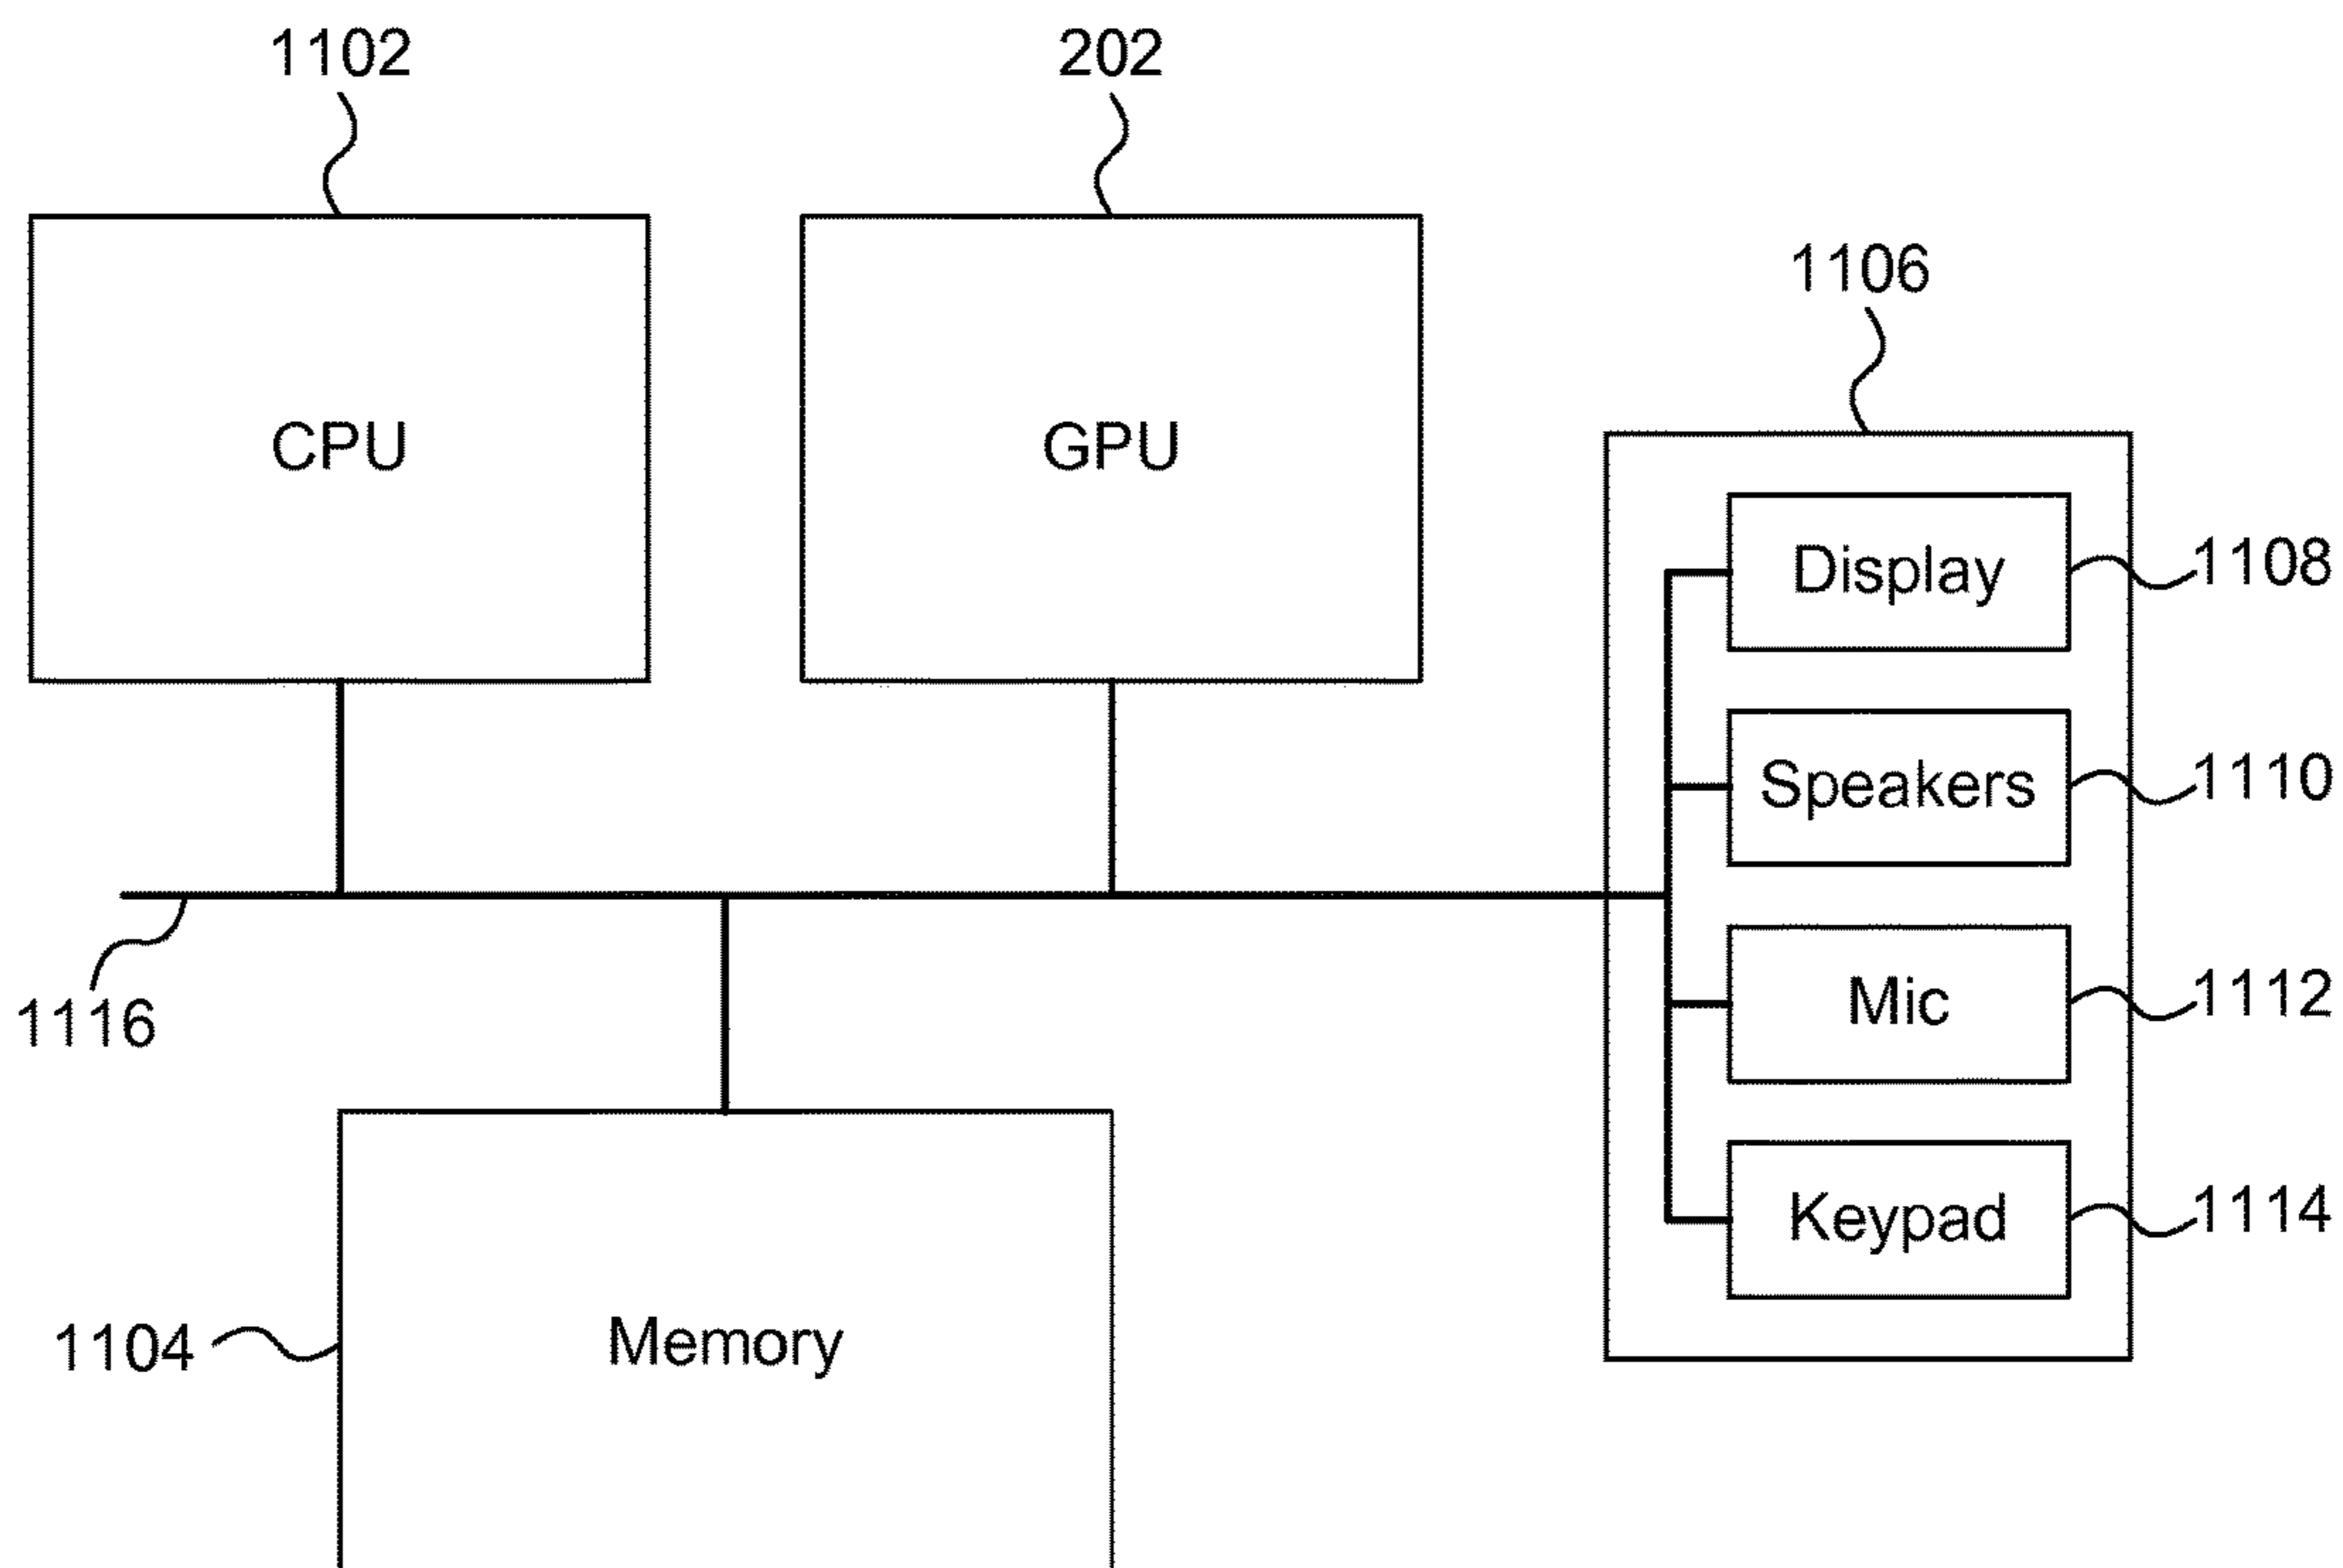 1102
202
1106
CPU
GPU
Display
1108
Speakers
1110
Mic
1112
1116
Keypad
1114
1104
Memory